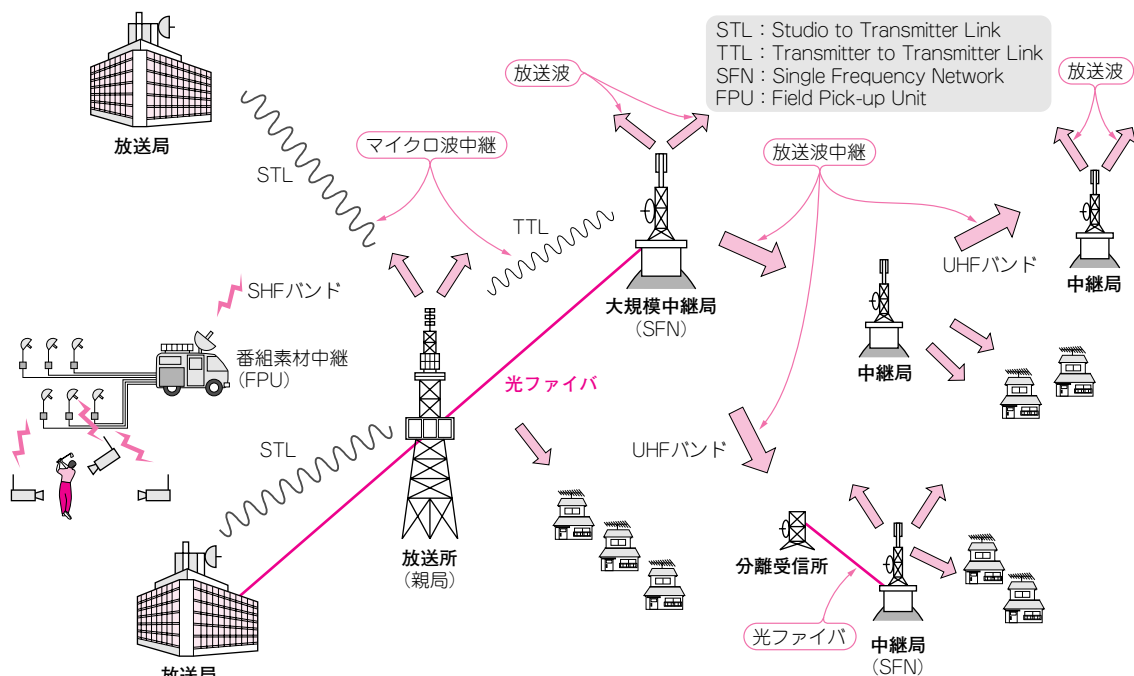 STL:Studio to Transmitter Link
TTL:Transmitter to Transmitter Link
SFN:Single Frequency Network
FPU:Field Pick-up Unit
放送波
放送波
放送局
マイクロ波中継
放送波中継
STL
TTL
UHFバンド
中継局
SHFバンド
大規模中継局
(SFN)
番組素材中継
(FPU)
中継局
光ファイバ
STL
UHFバンド
放送所
(親局)
分離受信所
光ファイバ
中継局
(SFN)
放送局